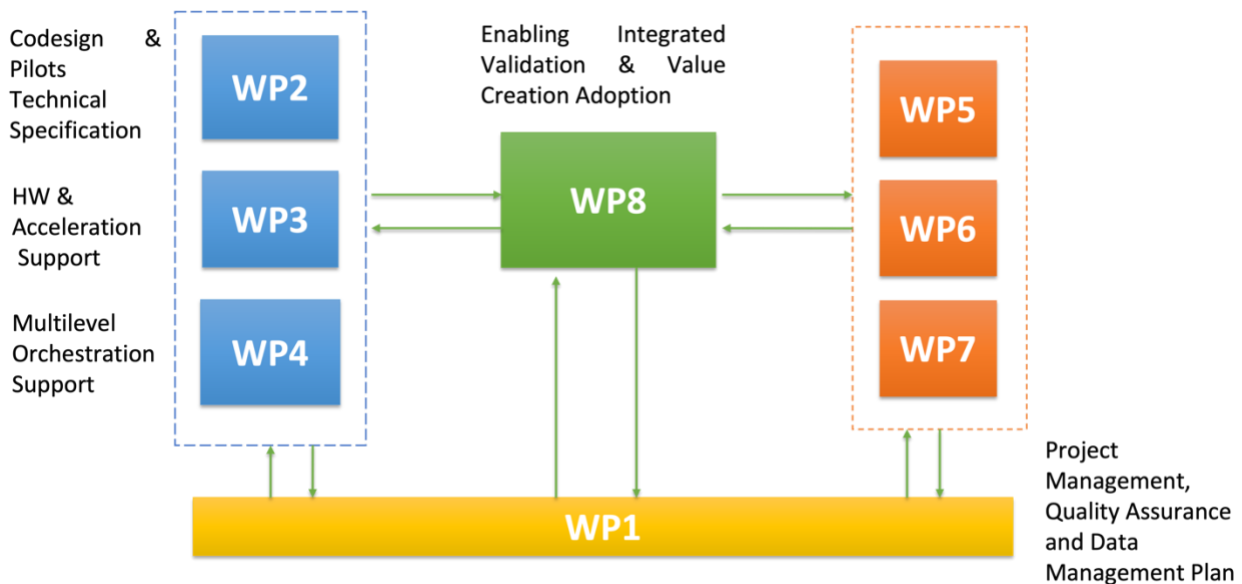 Codesign &
Pilots
Technical
Specification
WP2
HW &
Acceleration
Support
WP3
Multilevel
Orchestration
Support
WP4
Enabling Integrated
Validation & Value
Creation Adoption
WP8
WP5
WP6
WP7
WP1
Project
Management,
Quality Assurance
and Data
Management Plan